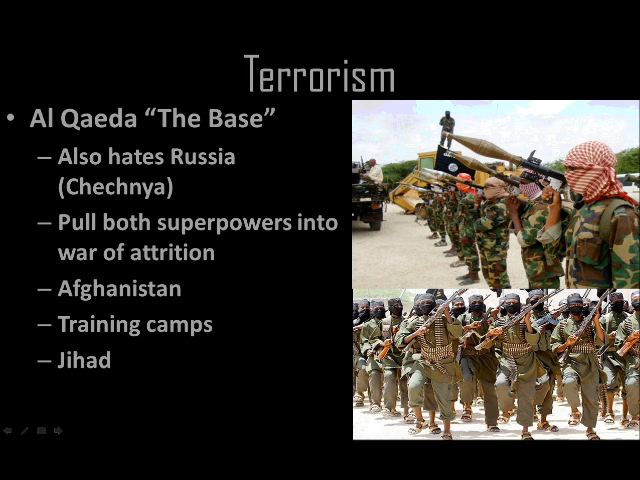 Terrorism
• Al Qaeda “The Base”
– Also hates Russia
(Chechnya)
– Pull both superpowers into
war of attrition
– Afghanistan
– Training camps
– Jihad